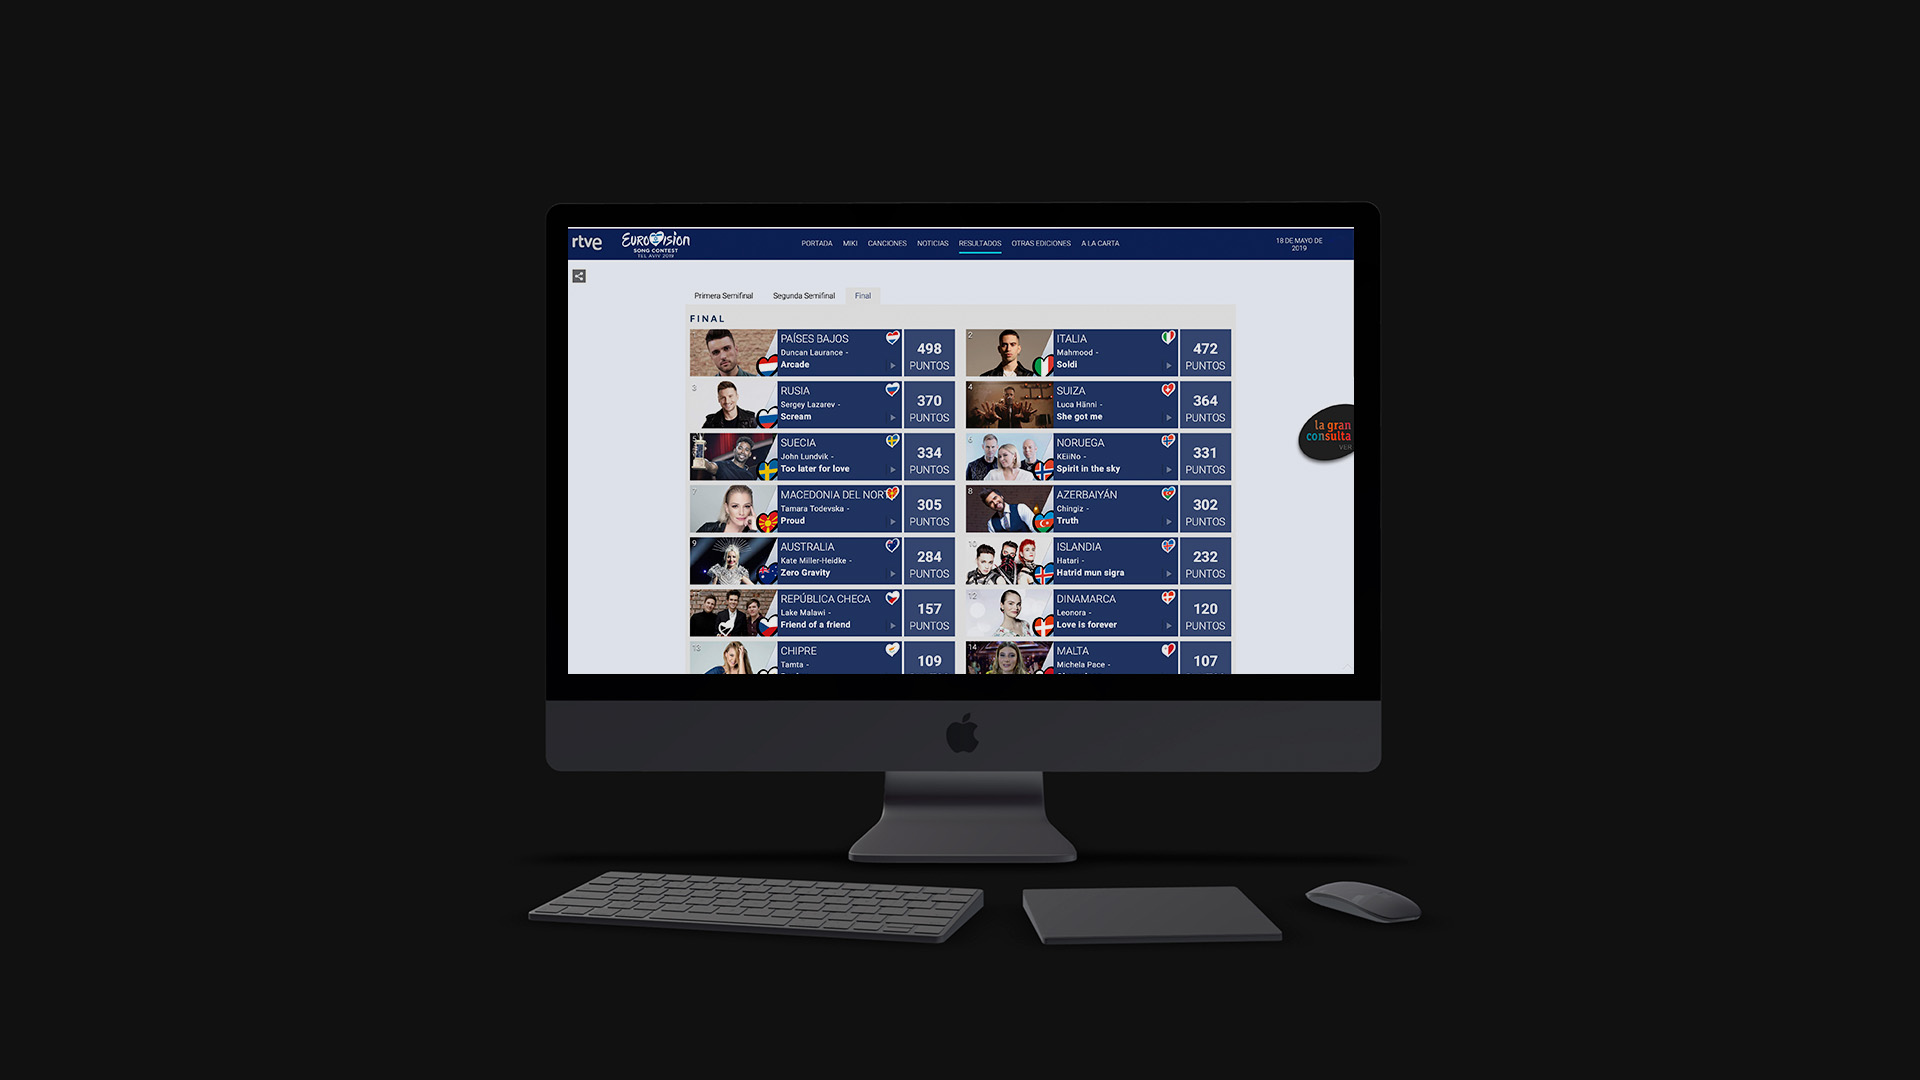 rtve
EUROVISION
SONG CONTEST
TEL AVIV 2019
PORTADA MIKI CANCIONES NOTICIAS RESULTADOS OTRAS EDICIONES A LA CARTA
18 DE MAYO DE
2019
Primera Semifinal Segunda Semifinal Final
FINAL
PAÍSES BAJOS
Duncan Laurance -
Arcade
498
PUNTOS
2
ITALIA
Mahmood -
Soldi
472
PUNTOS
3
RUSIA
Sergey Lazarev -
Scream
370
PUNTOS
4
SUIZA
Luca Hänni -
She got me
364
PUNTOS
5
SUECIA
John Lundvik -
Too later for love
334
PUNTOS
6
NORUEGA
KEiiNo -
Spirit in the sky
331
PUNTOS
7
MACEDONIA DEL NORT
Tamara Todevska -
Proud
305
PUNTOS
8
AZERBAIYÁN
Chingiz -
Truth
302
PUNTOS
9
AUSTRALIA
Kate Miller-Heidke -
Zero Gravity
284
PUNTOS
10
ISLANDIA
Hatari -
Hatrid mun sigra
232
PUNTOS
11
REPÚBLICA CHECA
Lake Malawi -
Friend of a friend
157
PUNTOS
12
DINAMARCA
Leonora -
Love is forever
120
PUNTOS
13
CHIPRE
Tamta -
109
14
MALTA
Michela Pace -
107
la gran
consulta
VER